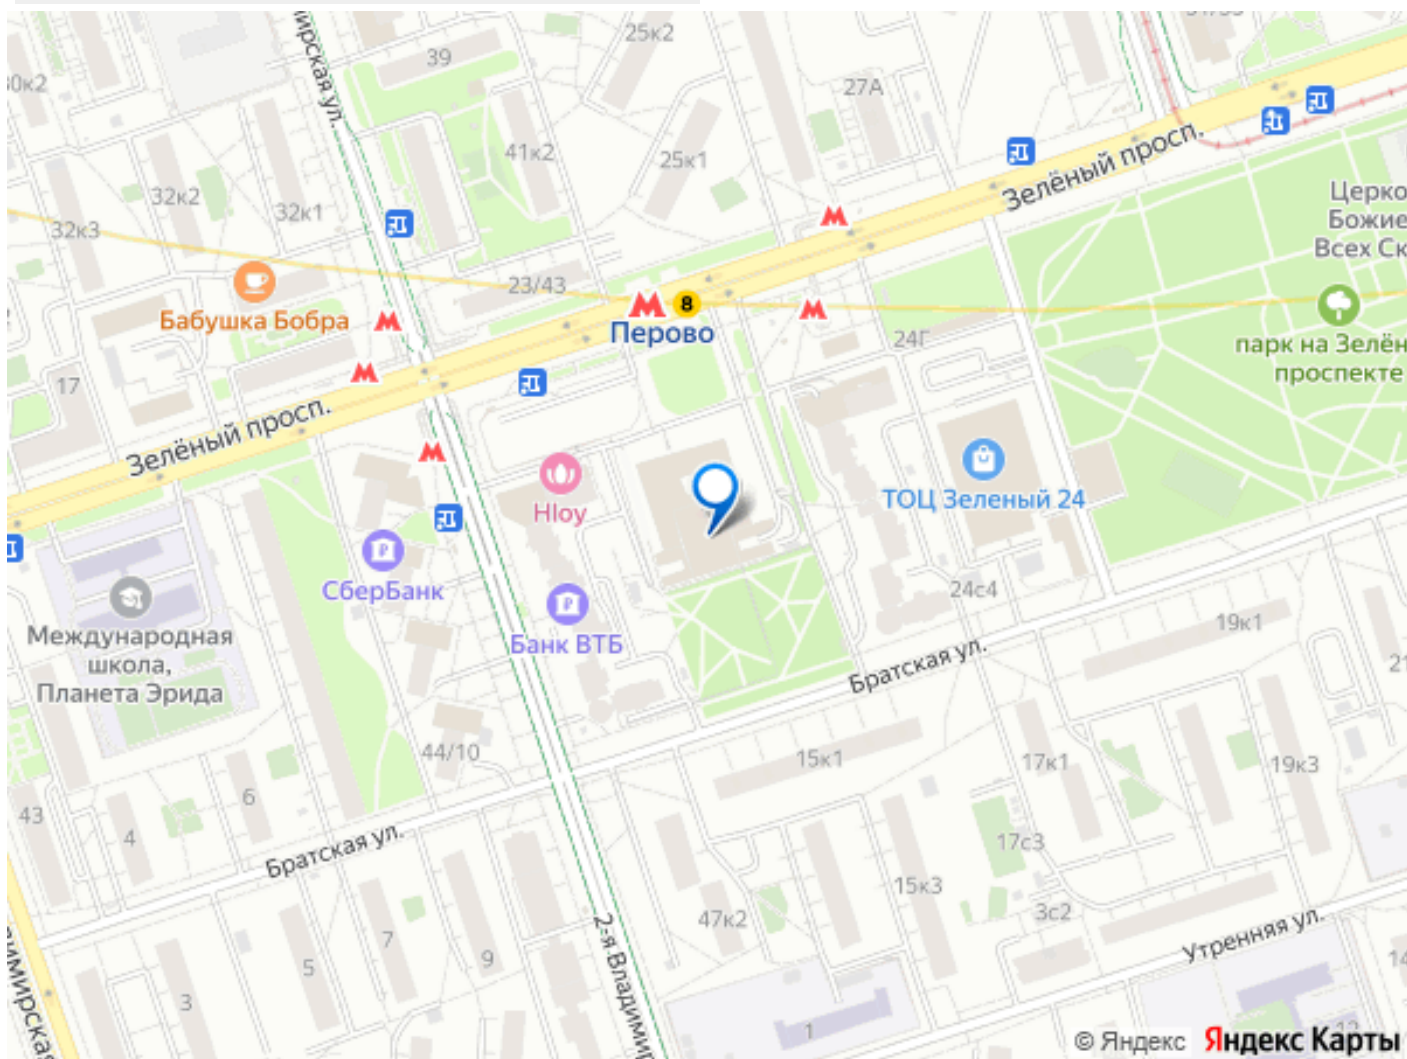 25к2
39
30к2
27А
41к2
25к1
Зелёный просп.
32к2
32к1
32к3
Божие
Всех Ск
23/43
8
Бабушка Бобра
Перово
24Г
парк на Зелён
проспекте
17
Зелёный просп.
ТОЦ Зеленый 24
Hloy
СберБанк
24с4
Международная
школа,
Планета Эрида
Банк ВТБ
19к1
Братская ул.
44/10
15к1
17к1
19к3
6
43
4
Братская ул.
17с3
15к3
47к2
3с2
7
9
5
3
2-я Владимир
Утренняя ул.
1
© Яндекс Яндекс Карты